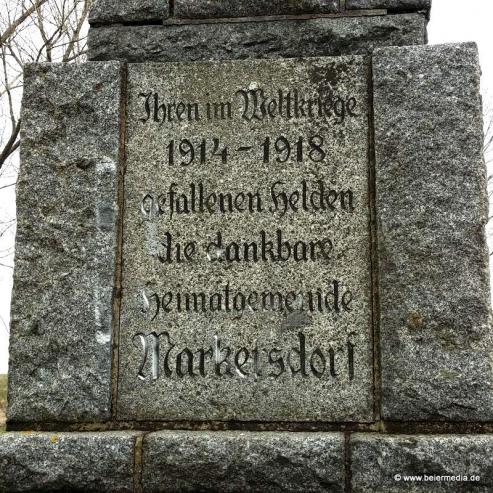 Ihren im Weltkriege
1914 - 1918
gefallenen Helden
die dankbare
Heimatgemeinde
Markersdorf
© www.beiermedia.de